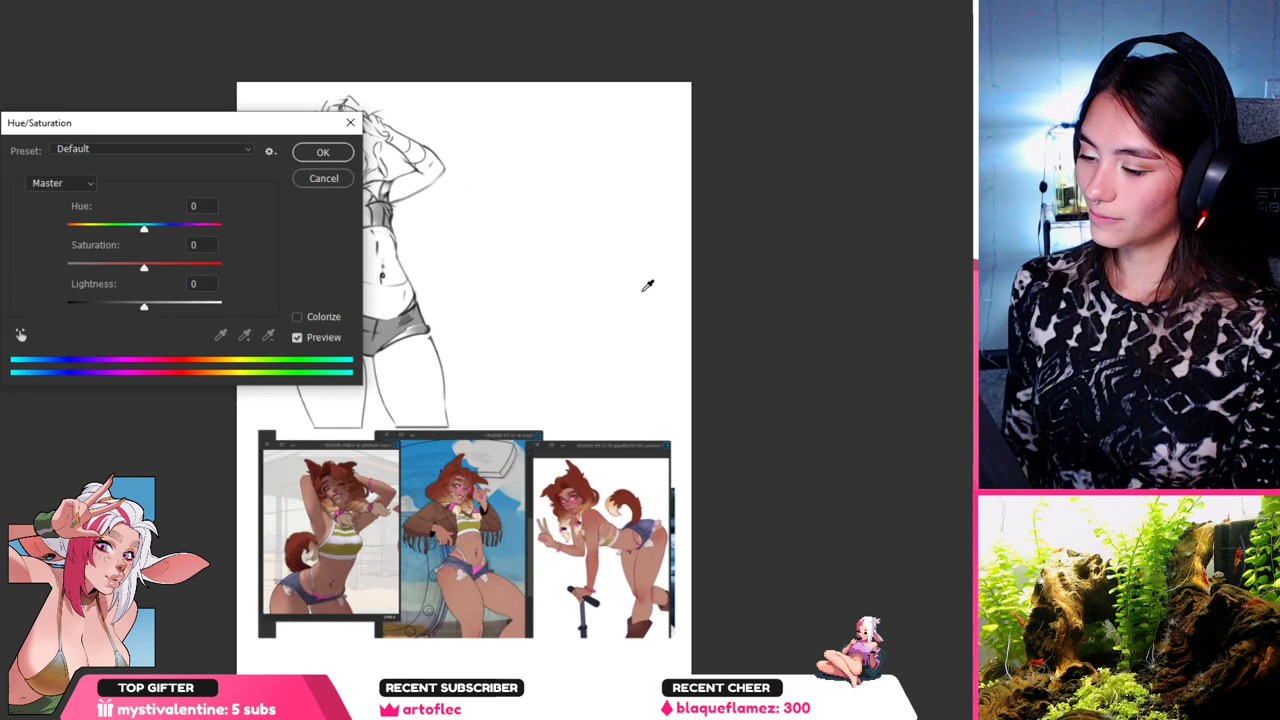 Hue/Saturation
Preset: Default
OK
Cancel
Master
Hue: 0
Saturation: 0
Lightness: 0
Colorize
Preview
TOP GIFTER
mystivalentine: 5 subs
RECENT SUBSCRIBER
artoflec
RECENT CHEER
blaqueflamez: 300